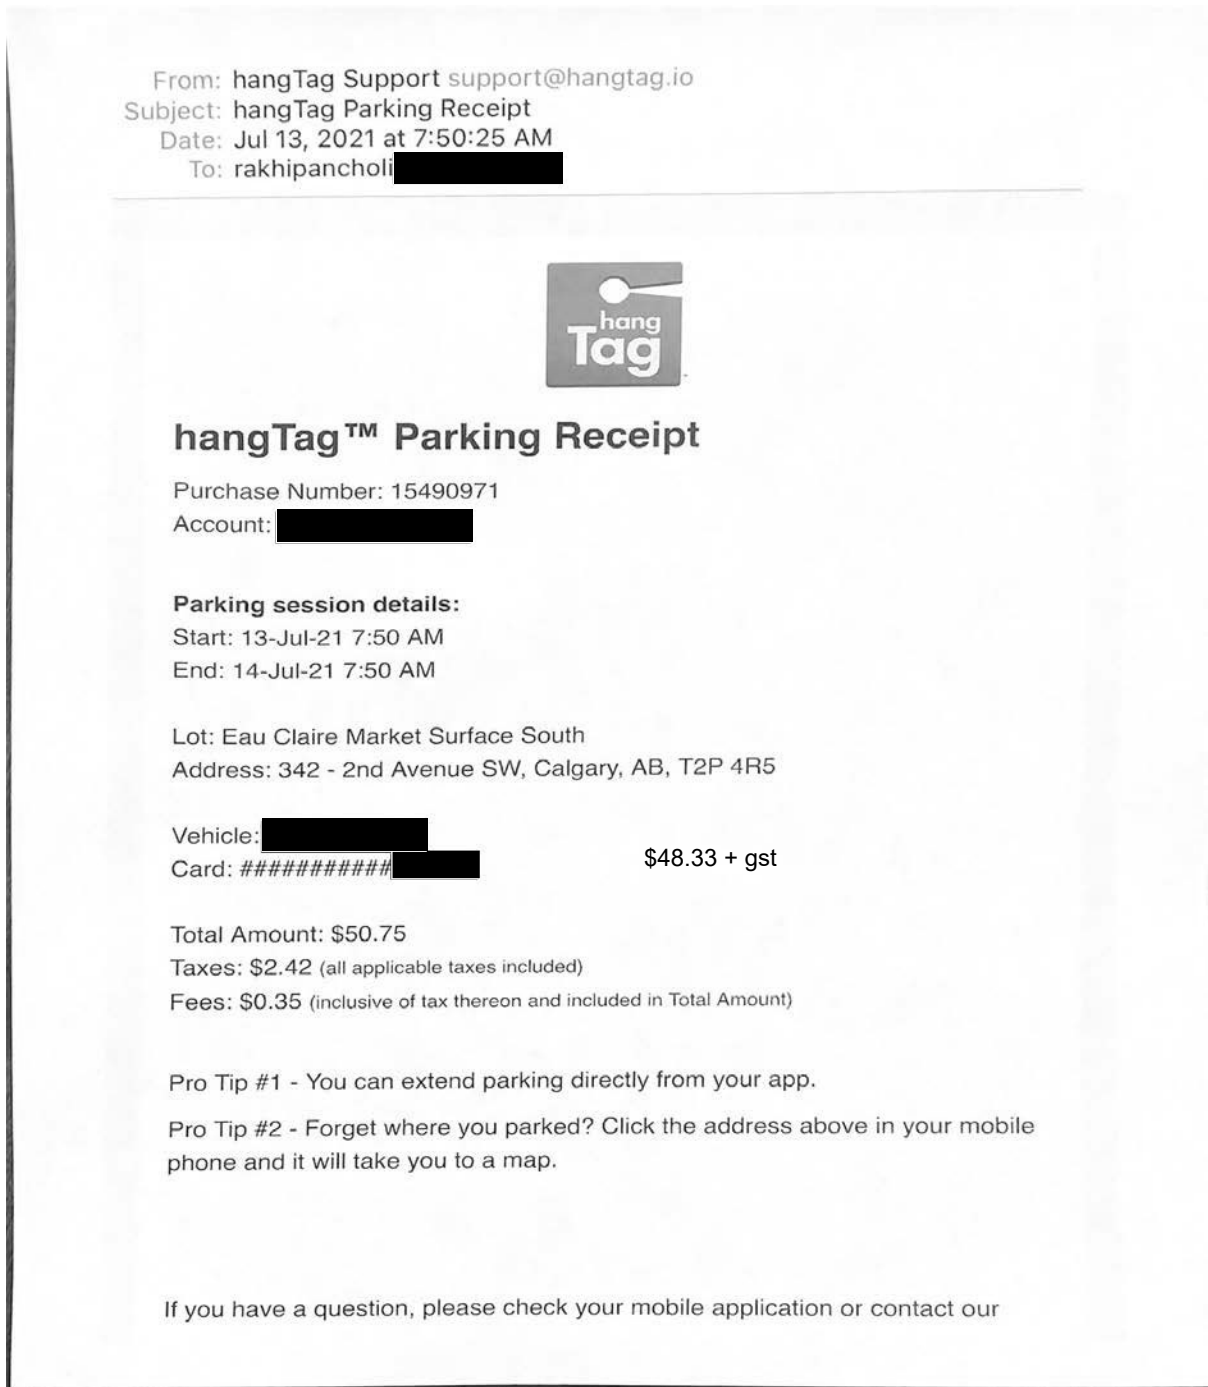 From: hangTag Support support@hangtag.io
Subject: hangTag Parking Receipt
Date: Jul 13, 2021 at 7:50:25 AM
To: rakhipancholi
hang
Tag
hangTag™ Parking Receipt
Purchase Number: 15490971
Account:
Parking session details:
Start: 13-Jul-21 7:50 AM
End: 14-Jul-21 7:50 AM
Lot: Eau Claire Market Surface South
Address: 342 - 2nd Avenue SW, Calgary, AB, T2P 4R5
Vehicle:
Card: ###########
$48.33 + gst
Total Amount: $50.75
Taxes: $2.42 (all applicable taxes included)
Fees: $0.35 (inclusive of tax thereon and included in Total Amount)
Pro Tip #1 - You can extend parking directly from your app.
Pro Tip #2 - Forget where you parked? Click the address above in your mobile
phone and it will take you to a map.
If you have a question, please check your mobile application or contact our